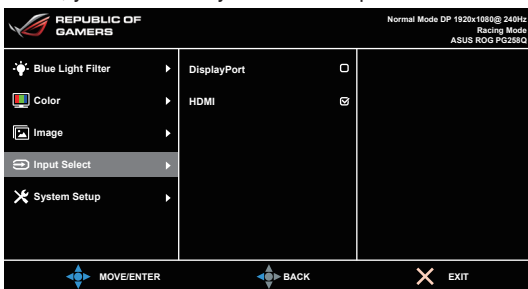 REPUBLIC OF
GAMERS
Normal Mode DP 1920x1080@ 240Hz
Racing Mode
ASUS ROG PG258Q
Blue Light Filter
Color
Image
Input Select
System Setup
DisplayPort
HDMI
MOVE/ENTER
BACK
EXIT